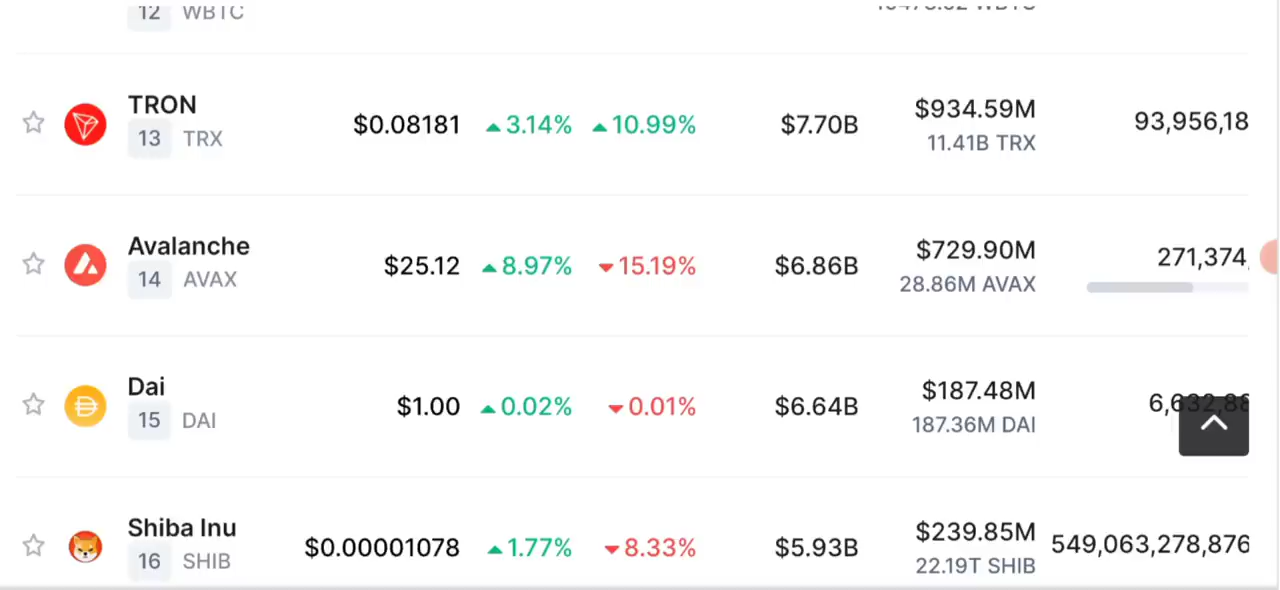 12 WBTC
TRON
13 TRX
$0.08181 3.14% 10.99% $7.70B
$934.59M
11.41B TRX
93,956,18
Avalanche
14 AVAX
$25.12 8.97% 15.19% $6.86B
$729.90M
28.86M AVAX
271,374,
Dai
15 DAI
$1.00 0.02% 0.01% $6.64B
$187.48M
187.36M DAI
6,632,88
Shiba Inu
16 SHIB
$0.00001078 1.77% 8.33% $5.93B
$239.85M
22.19T SHIB
549,063,278,876